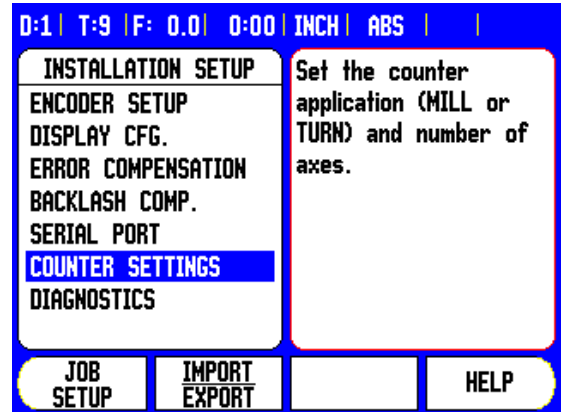 D:1 | T:9 | F: 0.0 | 0:00 | INCH | ABS | |
INSTALLATION SETUP
ENCODER SETUP
DISPLAY CFG.
ERROR COMPENSATION
BACKLASH COMP.
SERIAL PORT
COUNTER SETTINGS
DIAGNOSTICS
Set the counter
application (MILL or
TURN) and number of
axes.
JOB
SETUP
IMPORT
EXPORT
HELP